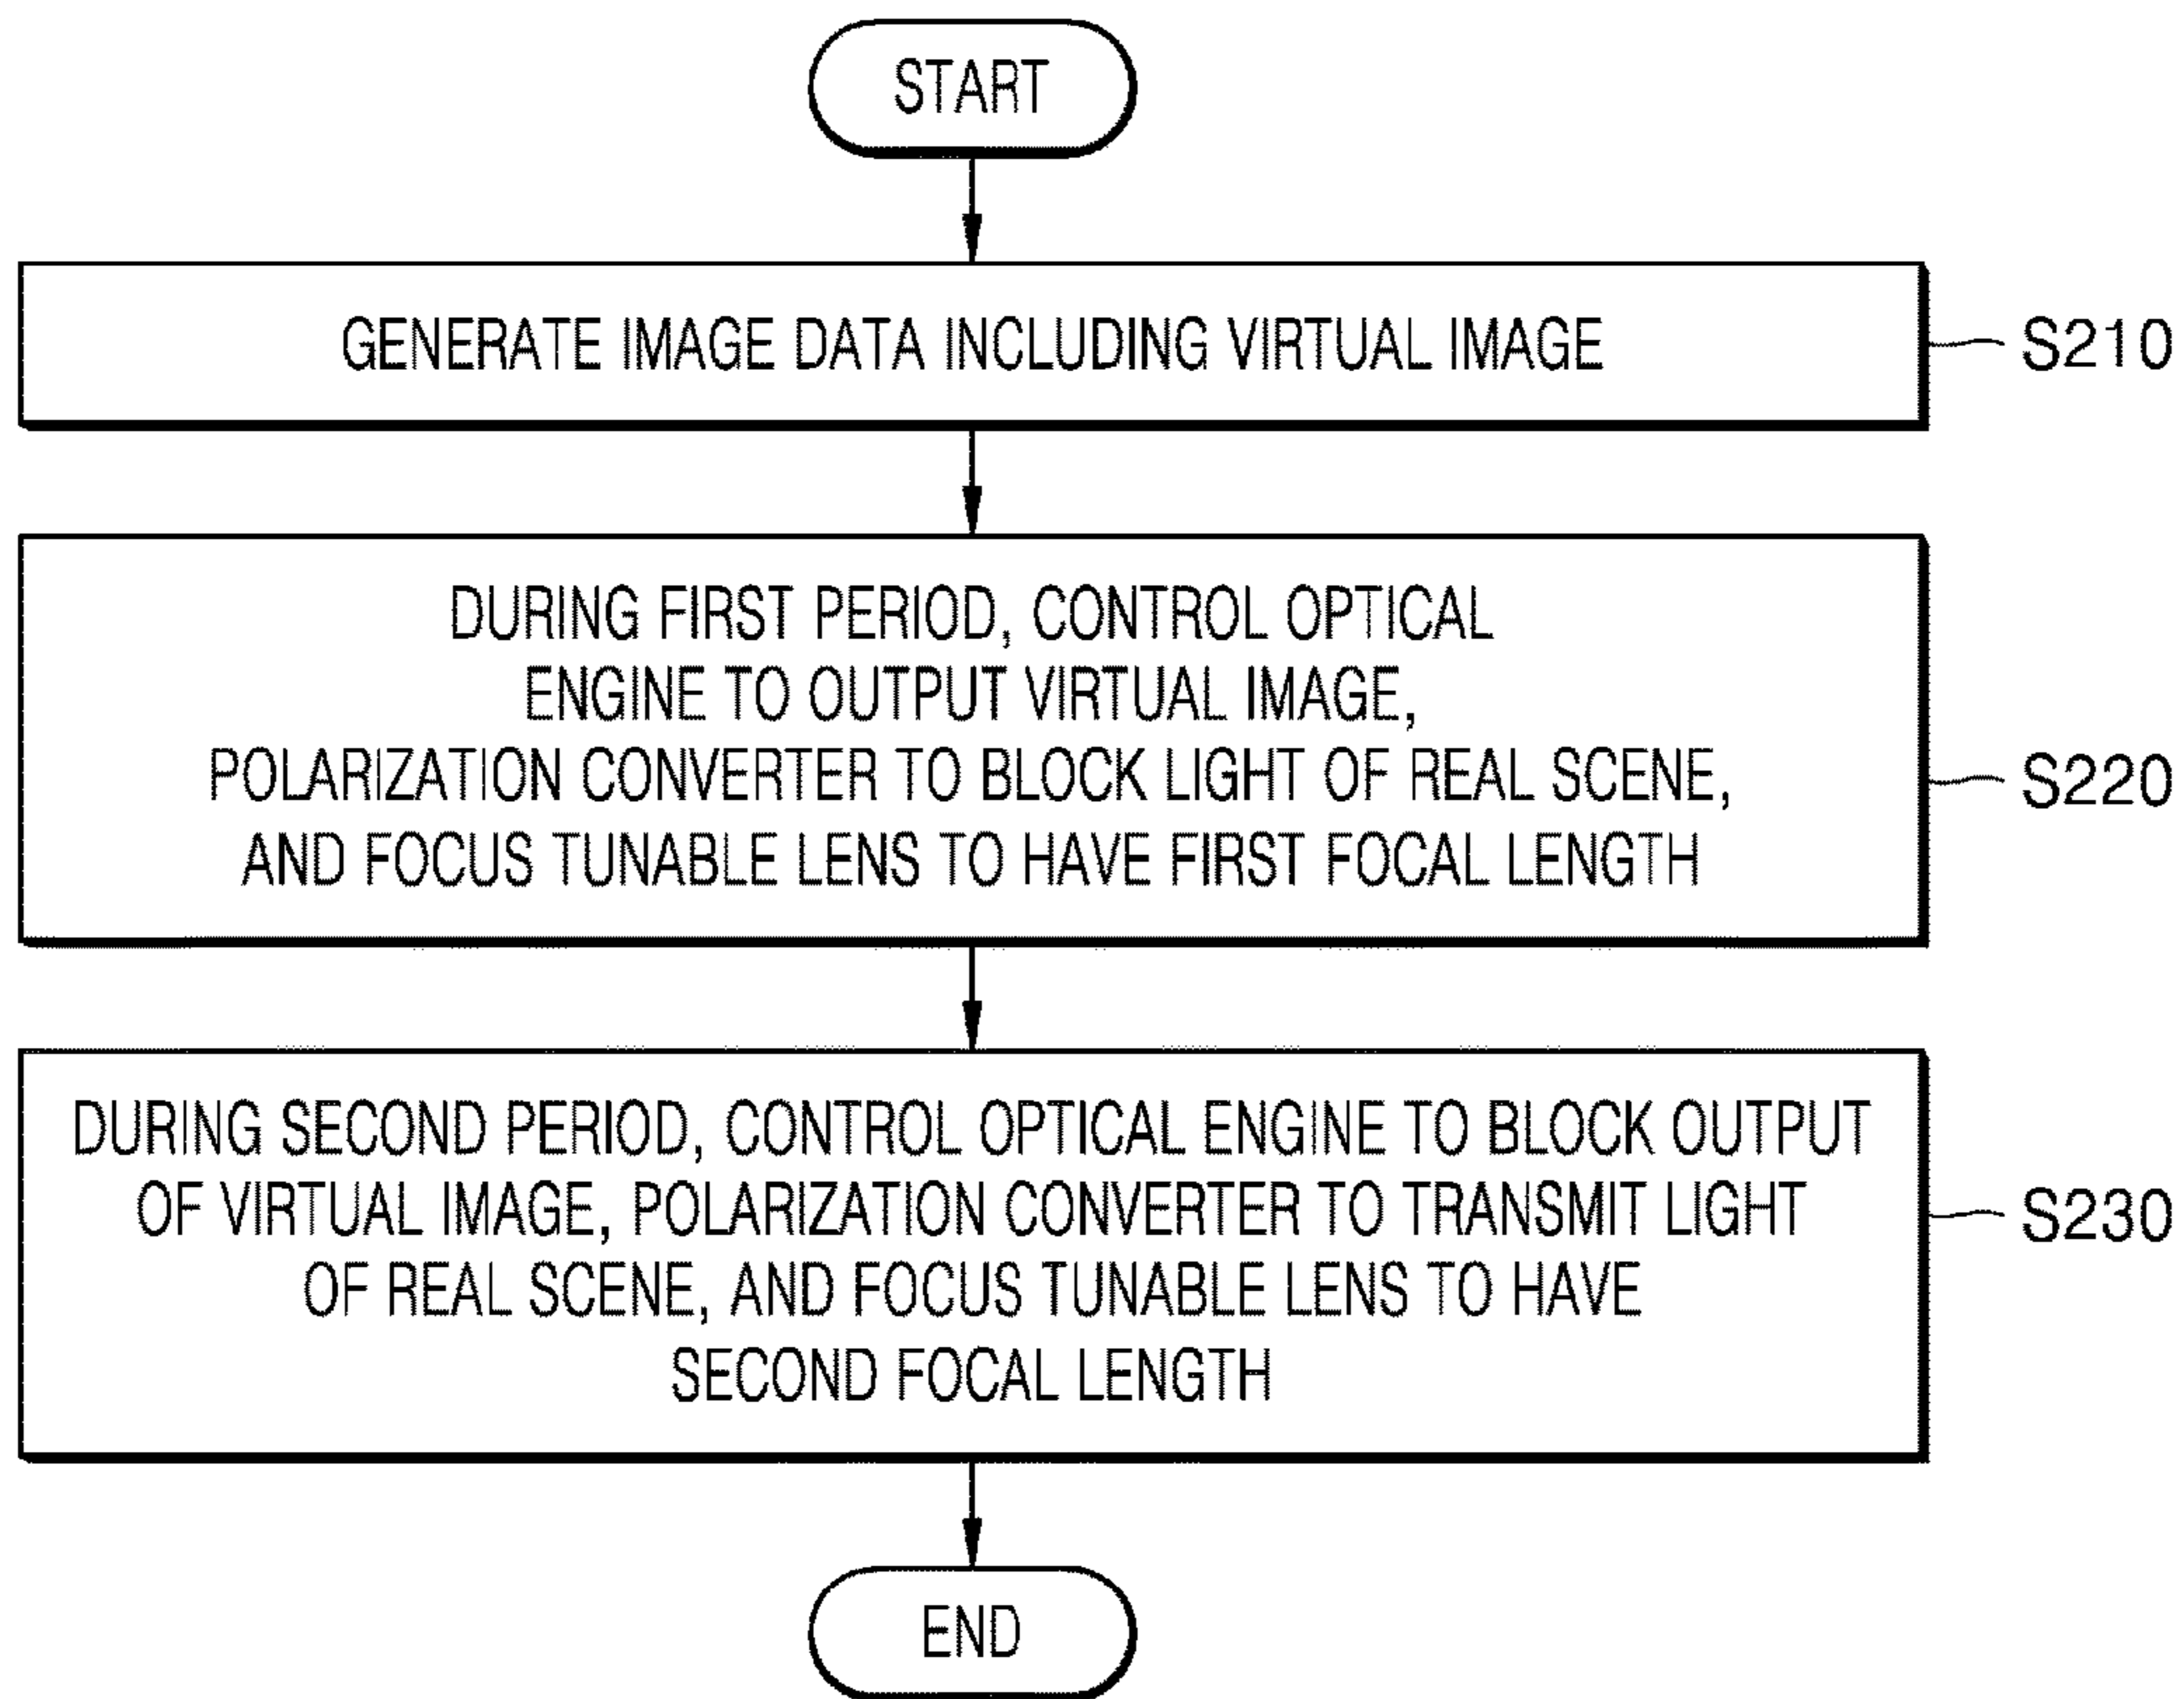 START
GENERATE IMAGE DATA INCLUDING VIRTUAL IMAGE
S210
DURING FIRST PERIOD, CONTROL OPTICAL
ENGINE TO OUTPUT VIRTUAL IMAGE,
POLARIZATION CONVERTER TO BLOCK LIGHT OF REAL SCENE,
AND FOCUS TUNABLE LENS TO HAVE FIRST FOCAL LENGTH
S220
DURING SECOND PERIOD, CONTROL OPTICAL ENGINE TO BLOCK OUTPUT
OF VIRTUAL IMAGE, POLARIZATION CONVERTER TO TRANSMIT LIGHT
OF REAL SCENE, AND FOCUS TUNABLE LENS TO HAVE
SECOND FOCAL LENGTH
S230
END